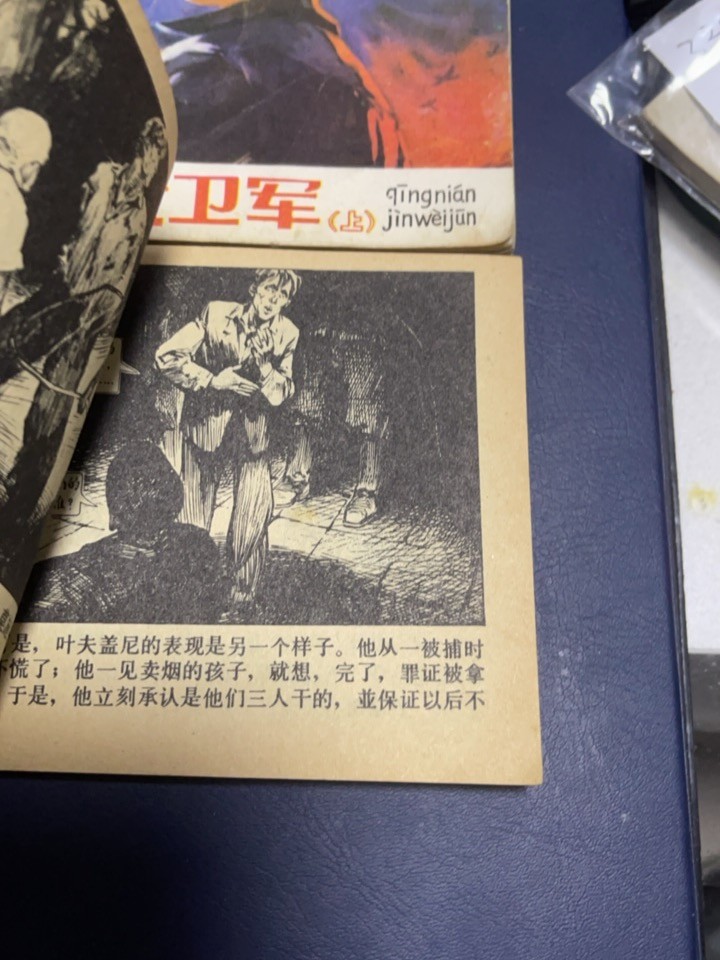 卫军(上) qīngnián
jìnwèijūn
是，叶夫盖尼的表现是另一个样子。他从一被捕时
不慌了；他一见卖烟的孩子，就想，完了，罪证被拿
于是，他立刻承认是他们三人干的，並保证以后不